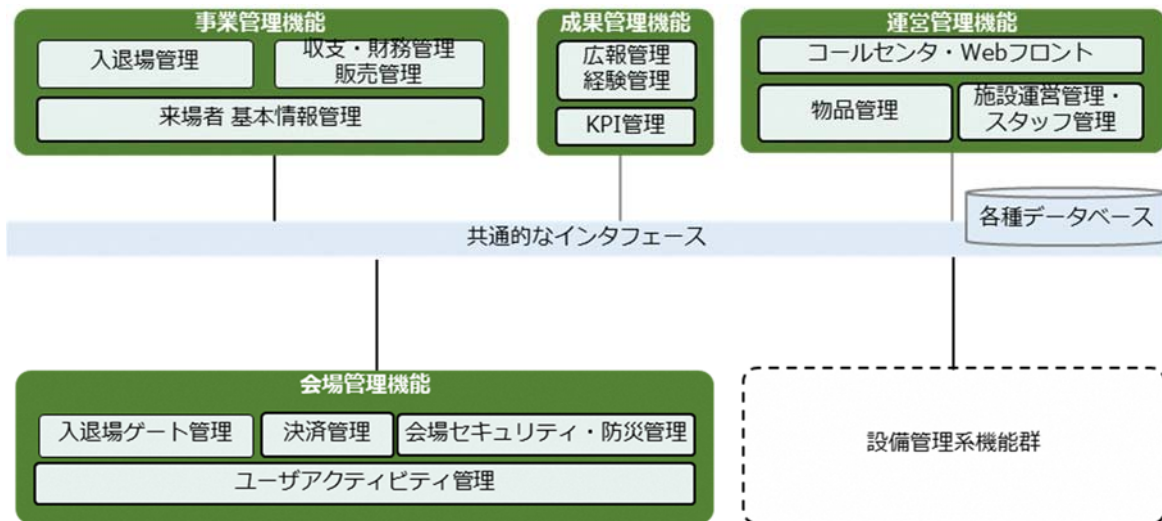 事業管理機能
入退場管理
収支・財務管理
販売管理
来場者 基本情報管理
成果管理機能
広報管理
経験管理
KPI管理
運営管理機能
コールセンタ・Webフロント
物品管理
施設運営管理・
スタッフ管理
各種データベース
共通的なインタフェース
会場管理機能
入退場ゲート管理
決済管理
会場セキュリティ・防災管理
ユーザアクティビティ管理
設備管理系機能群